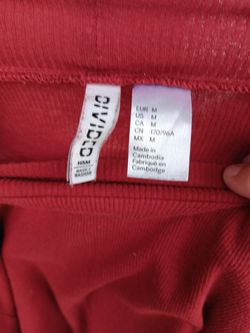 DIVIDED
H&M
EUR M
US M
CA M
CN 170/96A
MX M
Made in
Cambodia
Fabriqué en
Cambodge